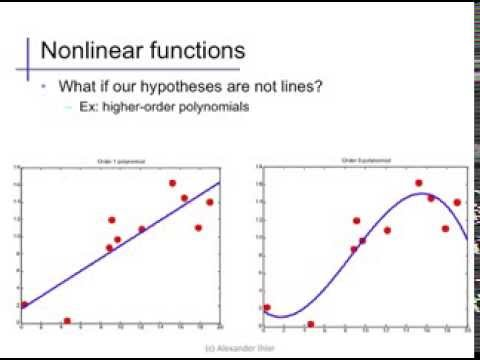 Nonlinear functions
• What if our hypotheses are not lines?
– Ex: higher-order polynomials
Order 1 polynomial
Order 3 polynomial
18
16
14
12
10
8
6
4
2
0
0 2 4 6 8 10 12 14 16 18 20
18
16
14
12
10
8
6
4
2
0
0 2 4 6 8 10 12 14 16 18 20
(c) Alexander Ihler